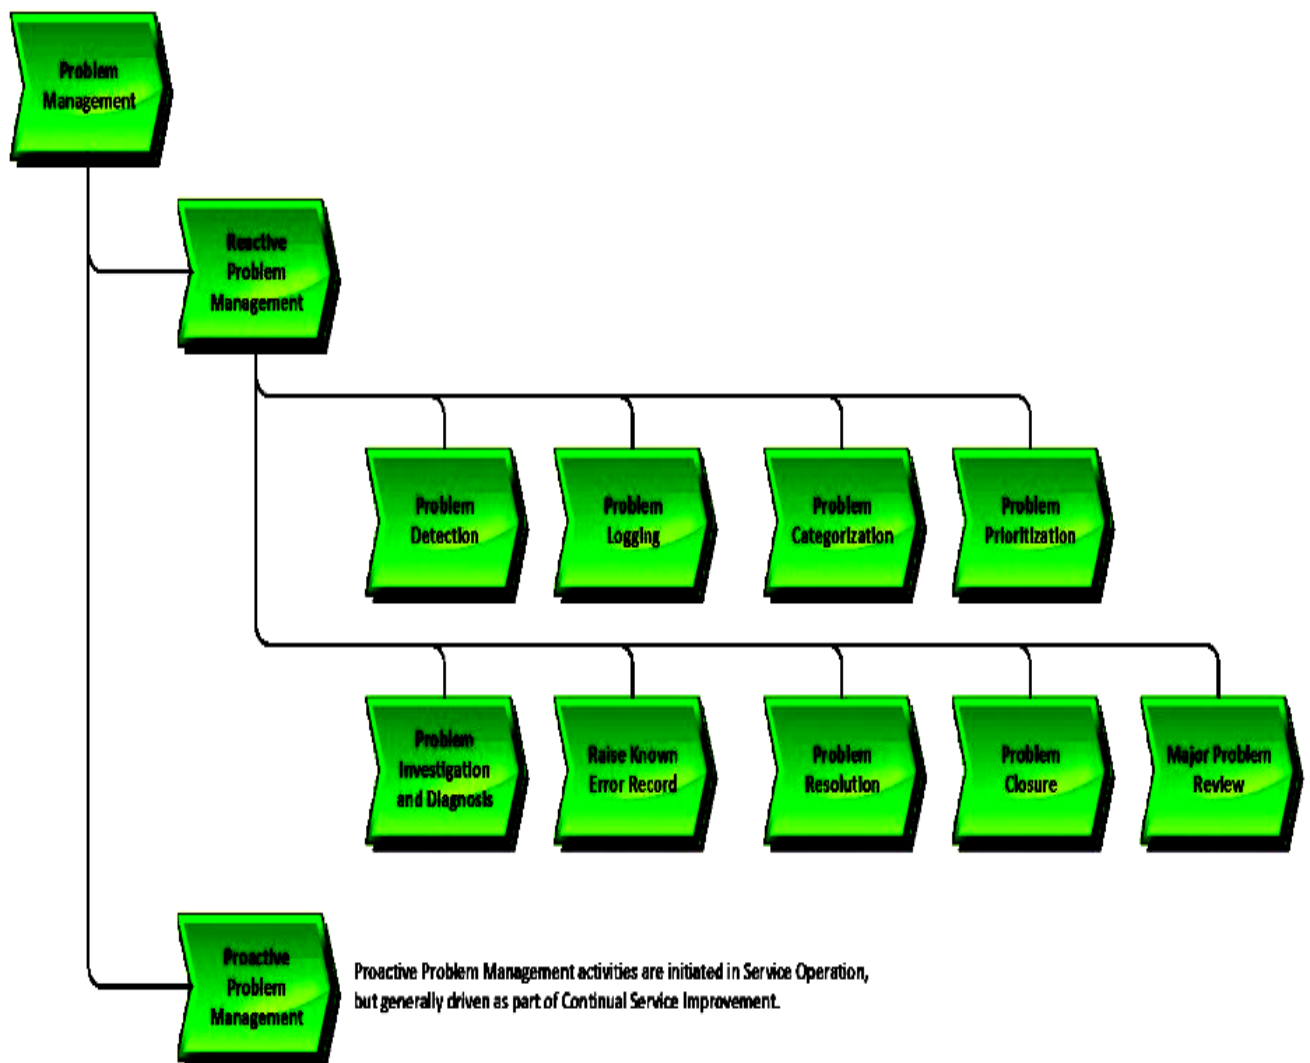 Problem
Management
Reactive
Problem
Management
Problem
Detection
Problem
Logging
Problem
Categorization
Problem
Prioritization
Problem
Investigation
and Diagnosis
Raise Known
Error Record
Problem
Resolution
Problem
Closure
Major Problem
Review
Proactive
Problem
Management
Proactive Problem Management activities are initiated in Service Operation,
but generally driven as part of Continual Service Improvement.